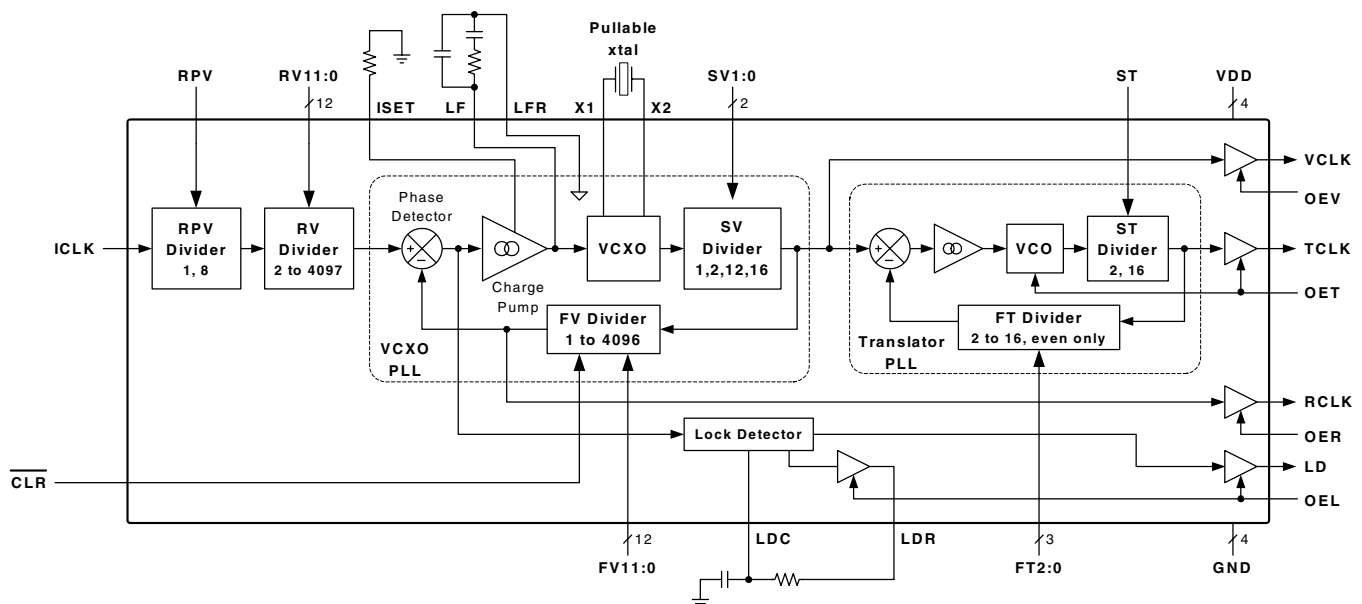 Pullable
xtal
RPV
RV11:0
12
ISET
LF
LFR
X1
X2
SV1:0
2
ST
VDD
4
VCLK
OEV
Phase
Detector
ICLK
RPV
Divider
1, 8
RV
Divider
2 to 4097
+
–
Charge
Pump
VCXO
SV
Divider
1,2,12,16
+
–
VCO
ST
Divider
2, 16
TCLK
OET
FV Divider
1 to 4096
VCXO
PLL
FT Divider
2 to 16, even only
Translator
PLL
RCLK
OER
Lock Detector
LD
OEL
CLR
12
FV11:0
LDC
LDR
3
FT2:0
4
GND